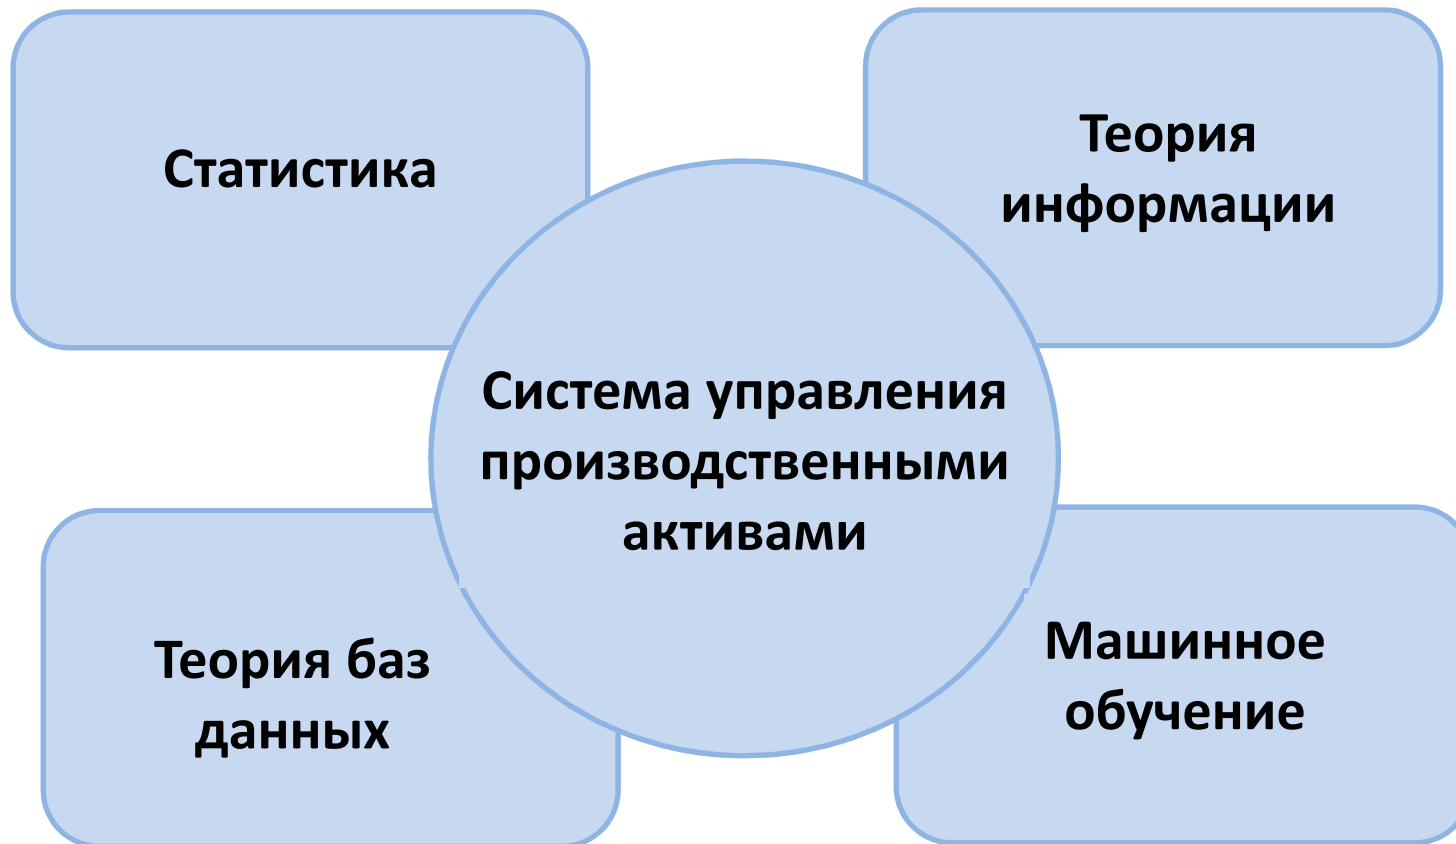 Статистика
Теория
информации
Система управления
производственными
активами
Теория баз
данных
Машинное
обучение